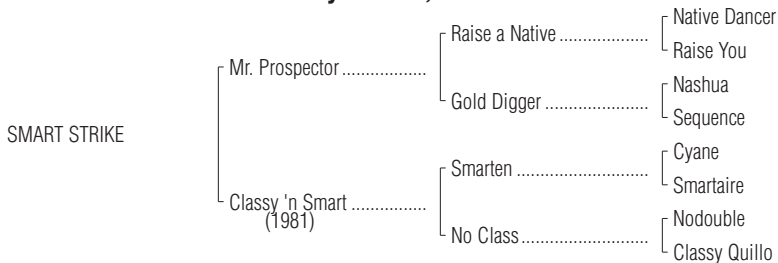 Native Dancer
Raise a Native ...................
Raise You
Mr. Prospector ..................
Nashua
Gold Digger ......................
Sequence
SMART STRIKE
Cyane
Smarten ............................
Smartaire
Classy 'n Smart ................
(1981)
Nodouble
No Class...........................
Classy Quillo